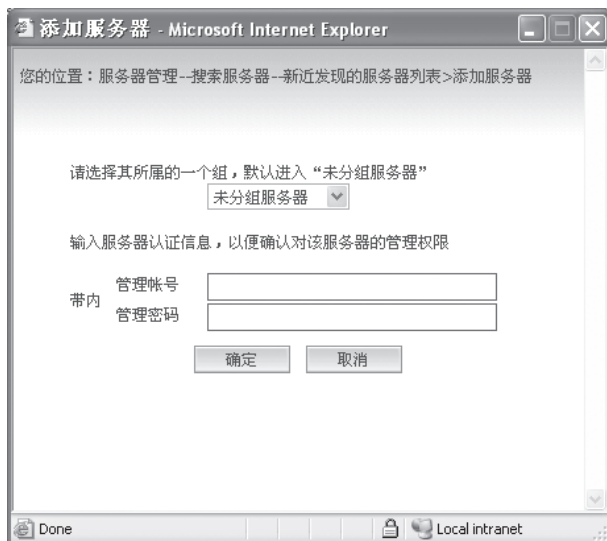 添加服务器 - Microsoft Internet Explorer
您的位置：服务器管理--搜索服务器--新近发现的服务器列表>添加服务器
请选择其所属的一个组，默认进入“未分组服务器”
未分组服务器
输入服务器认证信息，以便确认对该服务器的管理权限
管理帐号
带内
管理密码
确定 取消
Done Local intranet